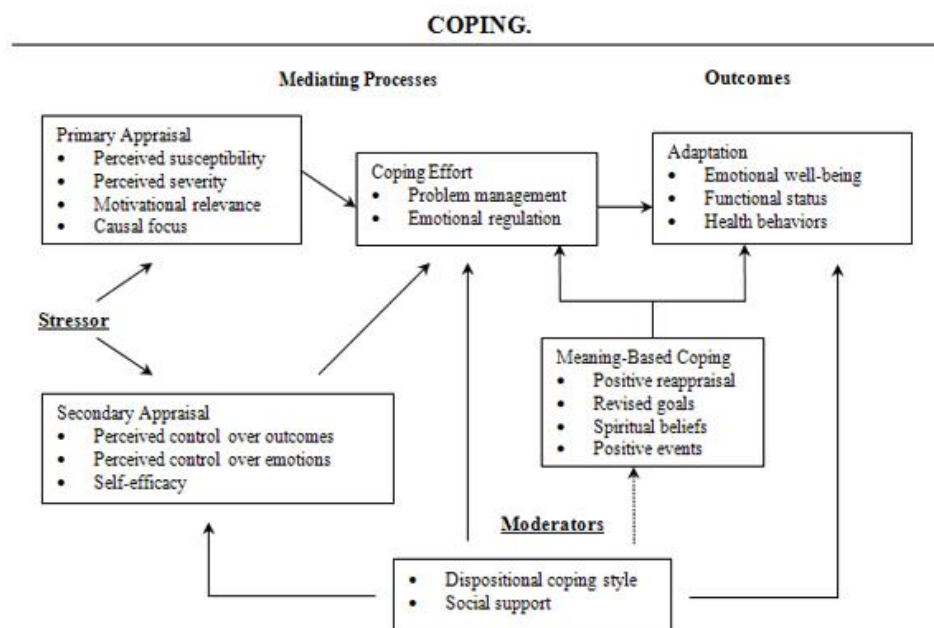 COPING.
Mediating Processes
Outcomes
Primary Appraisal
• Perceived susceptibility
• Perceived severity
• Motivational relevance
• Causal focus
Coping Effort
• Problem management
• Emotional regulation
Adaptation
• Emotional well-being
• Functional status
• Health behaviors
Stressor
Secondary Appraisal
• Perceived control over outcomes
• Perceived control over emotions
• Self-efficacy
Meaning-Based Coping
• Positive reappraisal
• Revised goals
• Spiritual beliefs
• Positive events
Moderators
• Dispositional coping style
• Social support